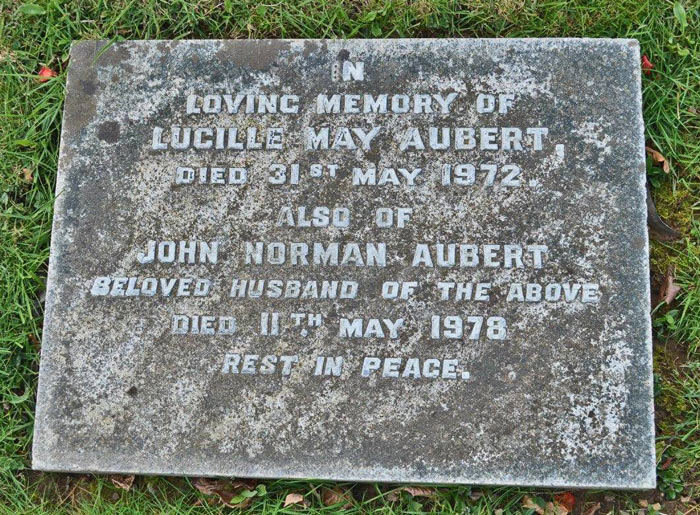 IN
LOVING MEMORY OF
LUCILLE MAY AUBERT,
DIED 31ST MAY 1972.
ALSO OF
JOHN NORMAN AUBERT
BELOVED HUSBAND OF THE ABOVE
DIED 11TH MAY 1978
REST IN PEACE.